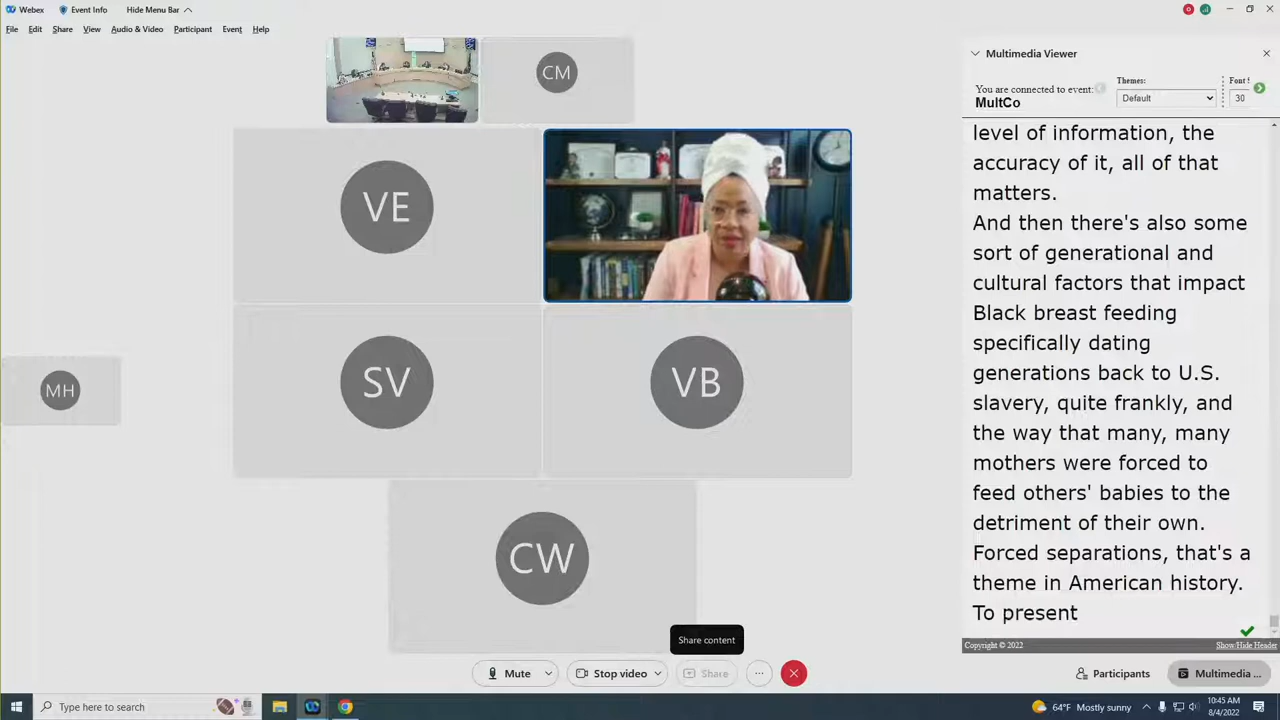 Webex
Event Info
Hide Menu Bar
File Edit Share View Audio & Video Participant Event Help
CM
VE
SV
VB
MH
CW
Multimedia Viewer
You are connected to event:
MultCo
Themes:
Default
Font S
30
level of information, the
accuracy of it, all of that
matters.
And then there's also some
sort of generational and
cultural factors that impact
Black breast feeding
specifically dating
generations back to U.S.
slavery, quite frankly, and
the way that many, many
mothers were forced to
feed others' babies to the
detriment of their own.
Forced separations, that's a
theme in American history.
To present
Copyright © 2022
Show/Hide Header
Share content
Mute
Stop video
Share
Participants
Multimedia ...
Type here to search
64°F Mostly sunny
10:45 AM
8/4/2022